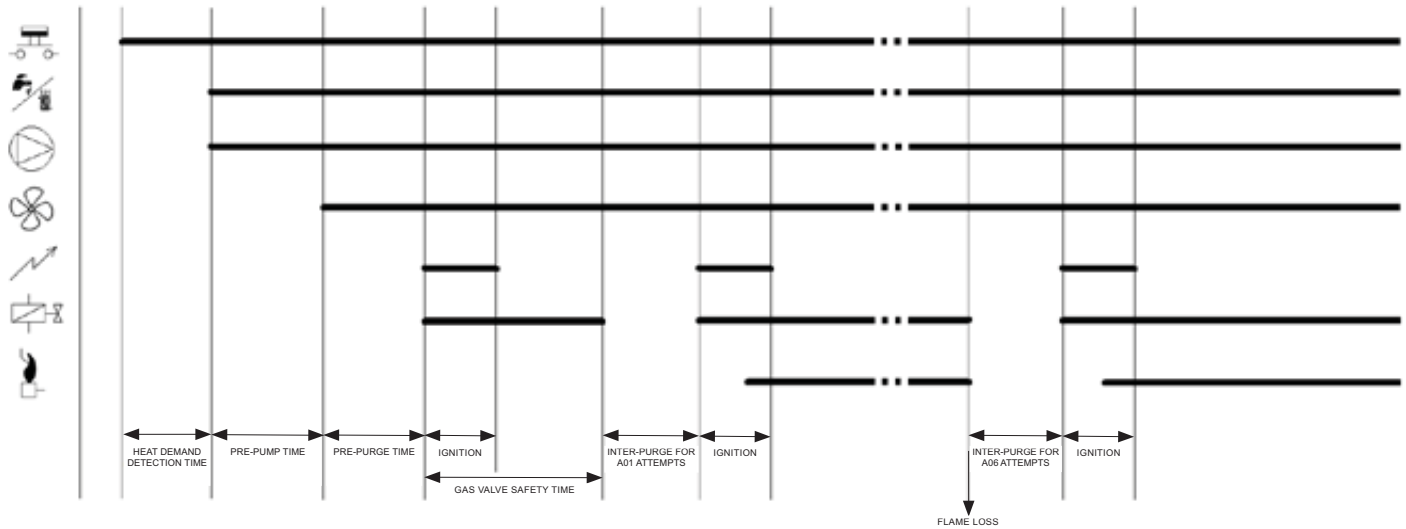 HEAT DEMAND
DETECTION TIME
PRE-PUMP TIME
PRE-PURGE TIME
IGNITION
INTER-PURGE FOR
A01 ATTEMPTS
IGNITION
INTER-PURGE FOR
A06 ATTEMPTS
IGNITION
GAS VALVE SAFETY TIME
FLAME LOSS